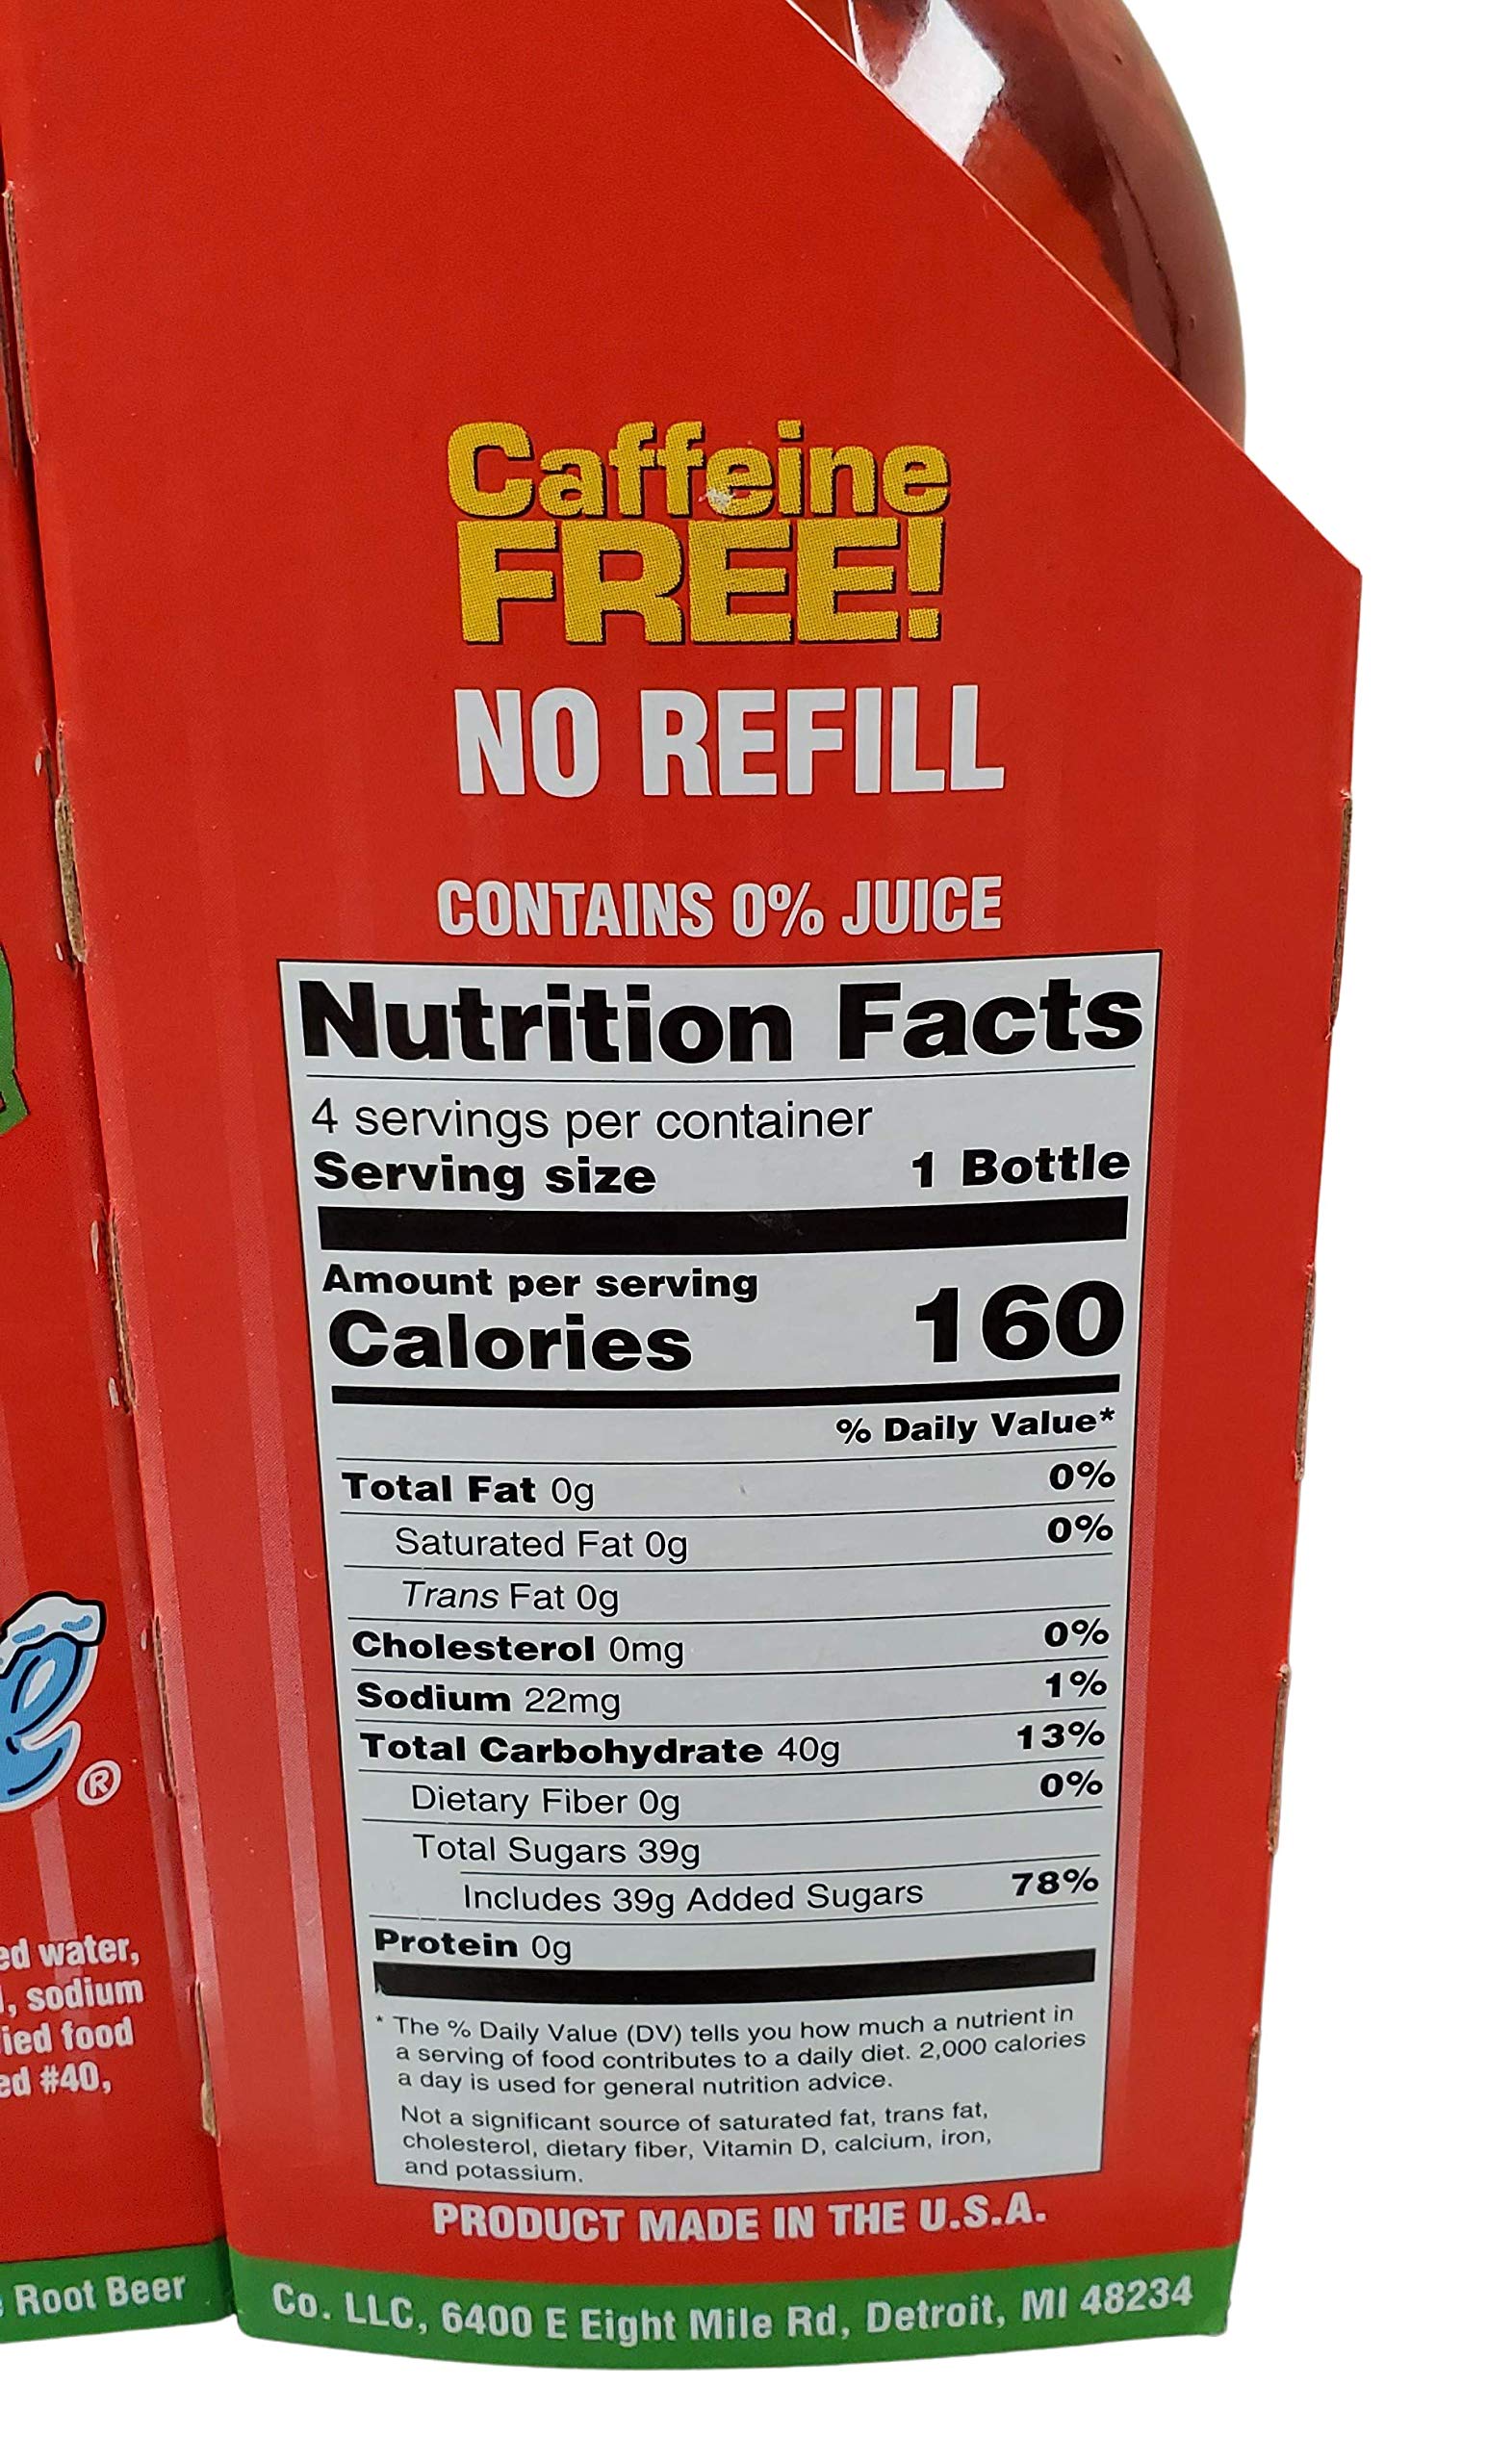 Caffeine
FREE!
NO REFILL
CONTAINS 0% JUICE
Nutrition Facts
4 servings per container
Serving size 1 Bottle
Amount per serving
Calories 160
% Daily Value*
Total Fat 0g 0%
Saturated Fat 0g 0%
Trans Fat 0g
Cholesterol 0mg 0%
Sodium 22mg 1%
Total Carbohydrate 40g 13%
Dietary Fiber 0g 0%
Total Sugars 39g
Includes 39g Added Sugars 78%
Protein 0g
* The % Daily Value (DV) tells you how much a nutrient in
a serving of food contributes to a daily diet. 2,000 calories
a day is used for general nutrition advice.
Not a significant source of saturated fat, trans fat,
cholesterol, dietary fiber, Vitamin D, calcium, iron,
and potassium.
PRODUCT MADE IN THE U.S.A.
Co. LLC, 6400 E Eight Mile Rd, Detroit, MI 48234
®
water,
, sodium
food
#40,
Root Beer